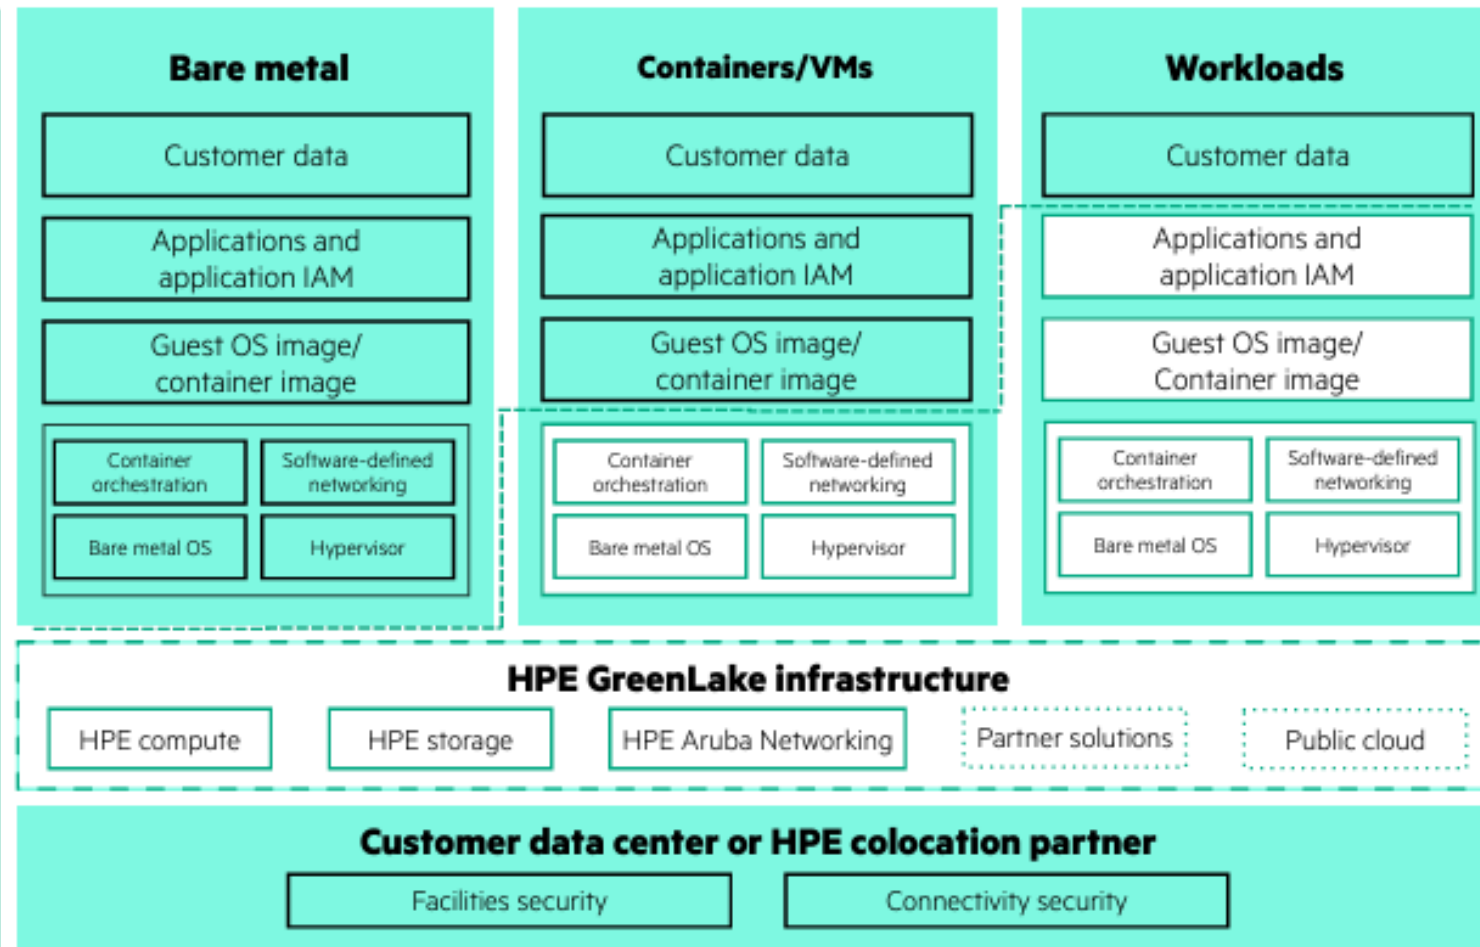 Bare metal
Customer data
Applications and
application IAM
Guest OS image/
container image
Container
orchestration
Software-defined
networking
Bare metal OS
Hypervisor
Containers/VMs
Customer data
Applications and
application IAM
Guest OS image/
container image
Container
orchestration
Software-defined
networking
Bare metal OS
Hypervisor
Workloads
Customer data
Applications and
application IAM
Guest OS image/
Container image
Container
orchestration
Software-defined
networking
Bare metal OS
Hypervisor
HPE GreenLake infrastructure
HPE compute
HPE storage
HPE Aruba Networking
Partner solutions
Public cloud
Customer data center or HPE colocation partner
Facilities security
Connectivity security